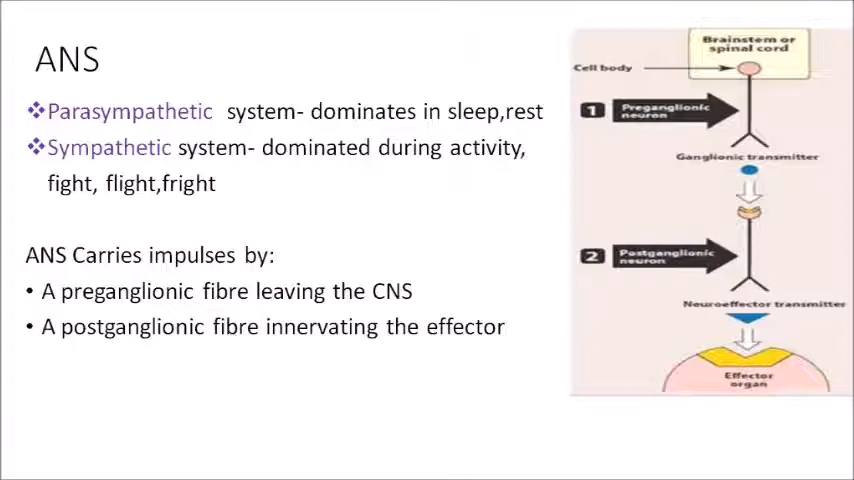 ANS
Parasympathetic system- dominates in sleep,rest
Sympathetic system- dominated during activity,
fight, flight,fright
ANS Carries impulses by:
• A preganglionic fibre leaving the CNS
• A postganglionic fibre innervating the effector
Brainstem or
spinal cord
Cell body
1 Preganglionic
neuron
Ganglionic transmitter
2 Postganglionic
neuron
Neuroeffector transmitter
Effector
organ